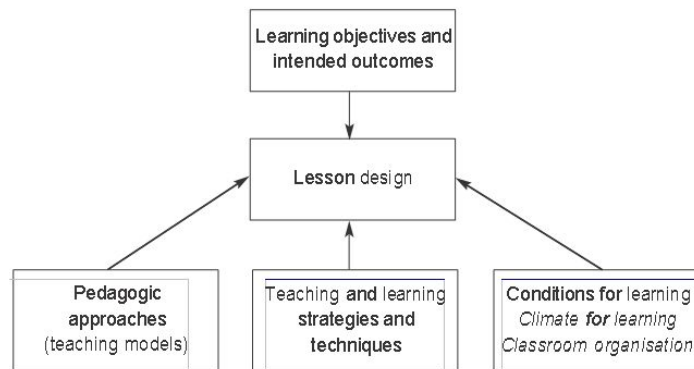 Learning objectives and
intended outcomes
Lesson design
Pedagogic
approaches
(teaching models)
Teaching and learning
strategies and
techniques
Conditions for learning
Climate for learning
Classroom organisation